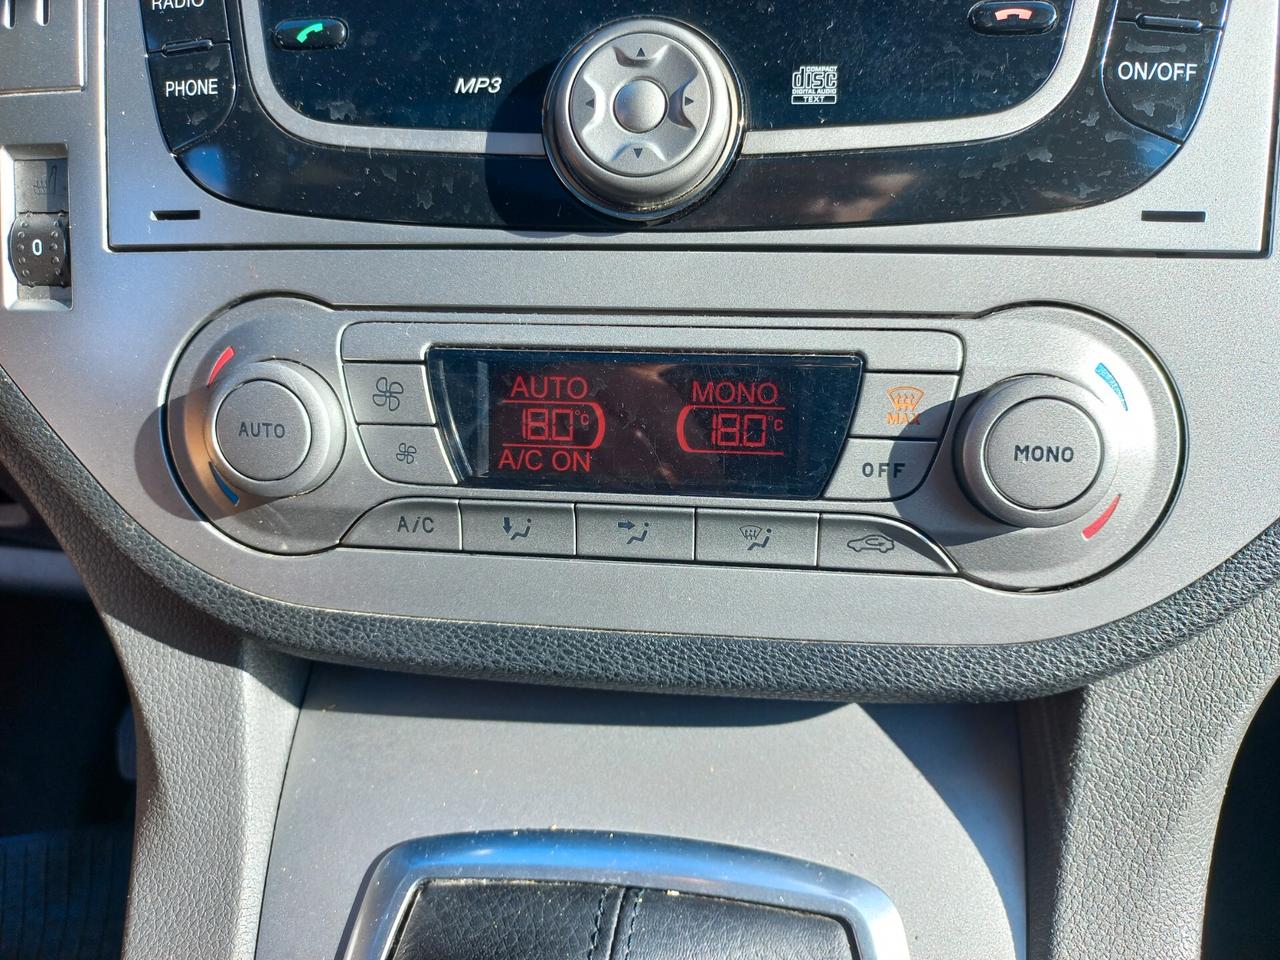 RADIO
PHONE
MP3
COMPACT
disc
DIGITAL AUDIO
TEXT
ON/OFF
0
AUTO
AUTO
18.0°C
A/C ON
MONO
18.0°C
MAX
OFF
MONO
A/C